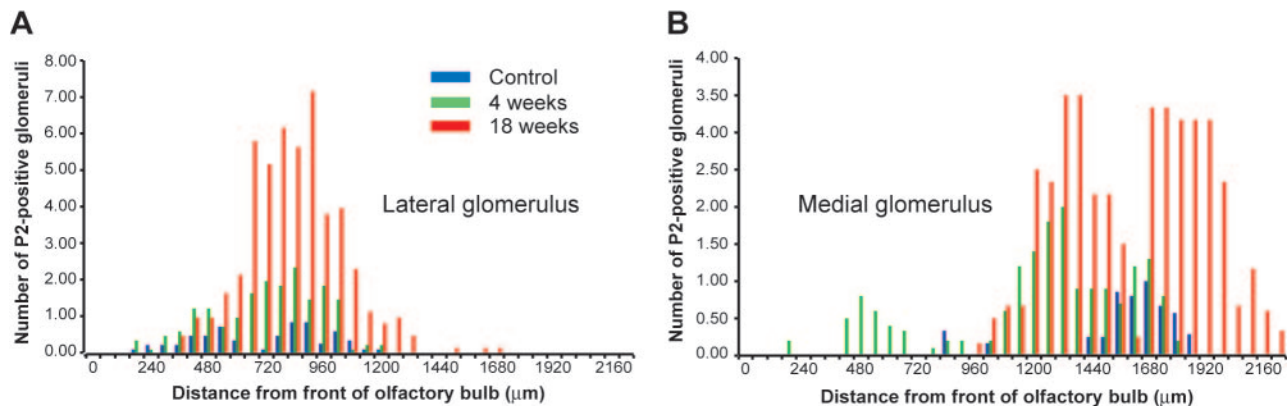 A
Number of P2-positive glomeruli
8.00
7.00
6.00
5.00
4.00
3.00
2.00
1.00
0.00
Control
4 weeks
18 weeks
Lateral glomerulus
0 240 480 720 960 1200 1440 1680 1920 2160
Distance from front of olfactory bulb (μm)
B
Number of P2-positive glomeruli
4.00
3.50
3.00
2.50
2.00
1.50
1.00
0.50
0.00
Medial glomerulus
0 240 480 720 960 1200 1440 1680 1920 2160
Distance from front of olfactory bulb (μm)